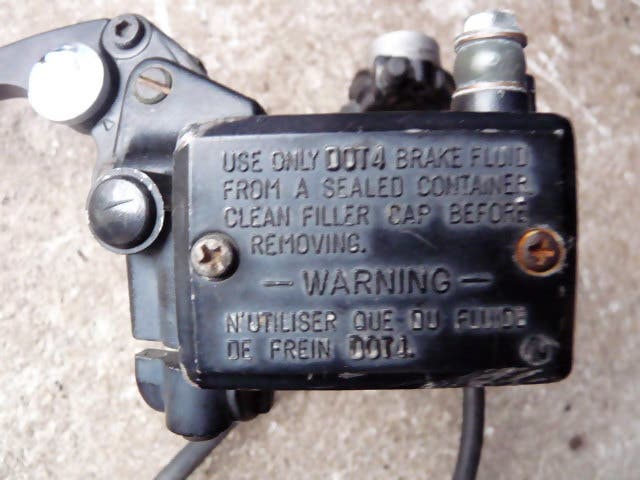 USE ONLY DOT4 BRAKE FLUID
FROM A SEALED CONTAINER.
CLEAN FILLER CAP BEFORE
REMOVING.
— WARNING —
N'UTILISER QUE DU FLUIDE
DE FREIN DOT4.